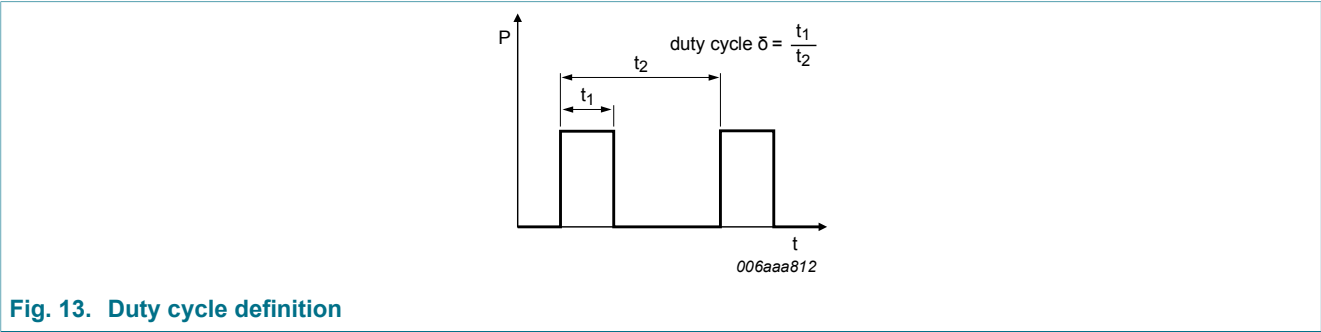 P
duty cycle δ = t1
t2
t2
t1
t
006aaa812
Fig. 13. Duty cycle definition